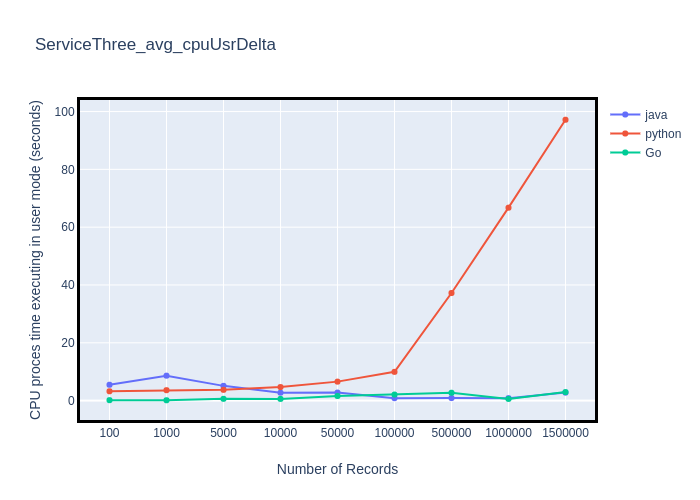 ServiceThree_avg_cpuUsrDelta
CPU proces time executing in user mode (seconds)
100
80
60
40
20
0
100 1000 5000 10000 50000 100000 500000 1000000 1500000
Number of Records
java
python
Go